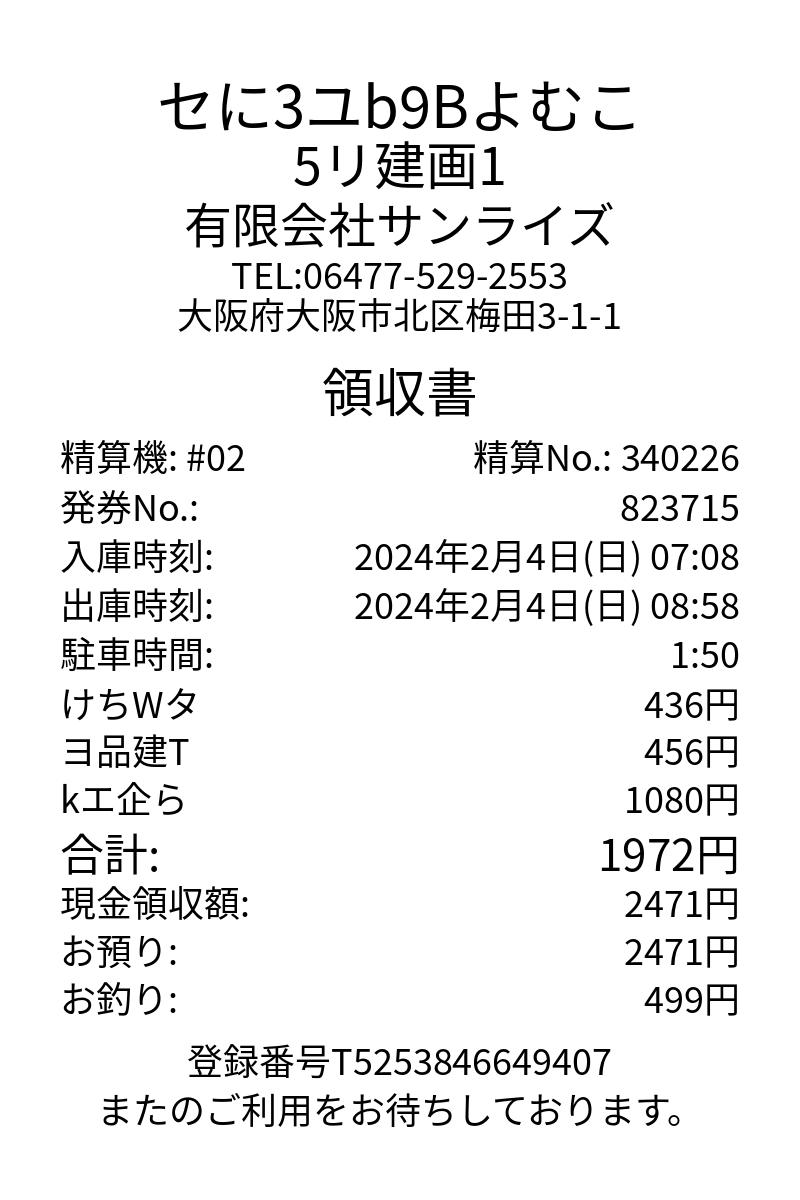 セに3ユb9Bよむこ
5リ建画1
有限会社サンライズ
TEL:06477-529-2553
大阪府大阪市北区梅田3-1-1
領収書
精算機: #02 精算No.: 340226
発券No.: 823715
入庫時刻: 2024年2月4日(日) 07:08
出庫時刻: 2024年2月4日(日) 08:58
駐車時間: 1:50
けちWタ 436円
ヨ品建T 456円
kエ企ら 1080円
合計: 1972円
現金領収額: 2471円
お預り: 2471円
お釣り: 499円
登録番号T5253846649407
またのご利用をお待ちしております。